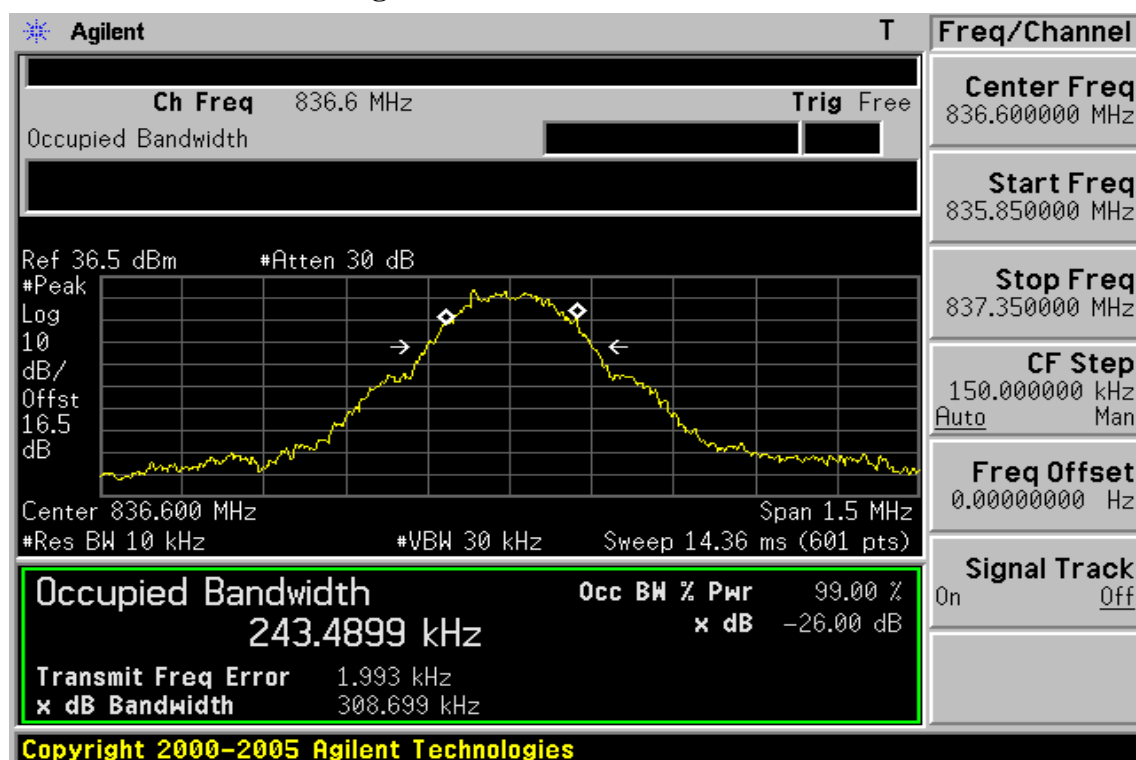 Agilent T Freq/Channel
Ch Freq 836.6 MHz Trig Free
Occupied Bandwidth
Center Freq
836.600000 MHz
Start Freq
835.850000 MHz
Stop Freq
837.350000 MHz
CF Step
150.000000 kHz
Auto Man
Freq Offset
0.00000000 Hz
Signal Track
On Off
Ref 36.5 dBm #Atten 30 dB
#Peak
Log
10
dB/
Offst
16.5
dB
Center 836.600 MHz Span 1.5 MHz
#Res BW 10 kHz #VBW 30 kHz Sweep 14.36 ms (601 pts)
Occupied Bandwidth Occ BW % Pwr 99.00 %
243.4899 kHz x dB -26.00 dB
Transmit Freq Error 1.993 kHz
x dB Bandwidth 308.699 kHz
Copyright 2000-2005 Agilent Technologies